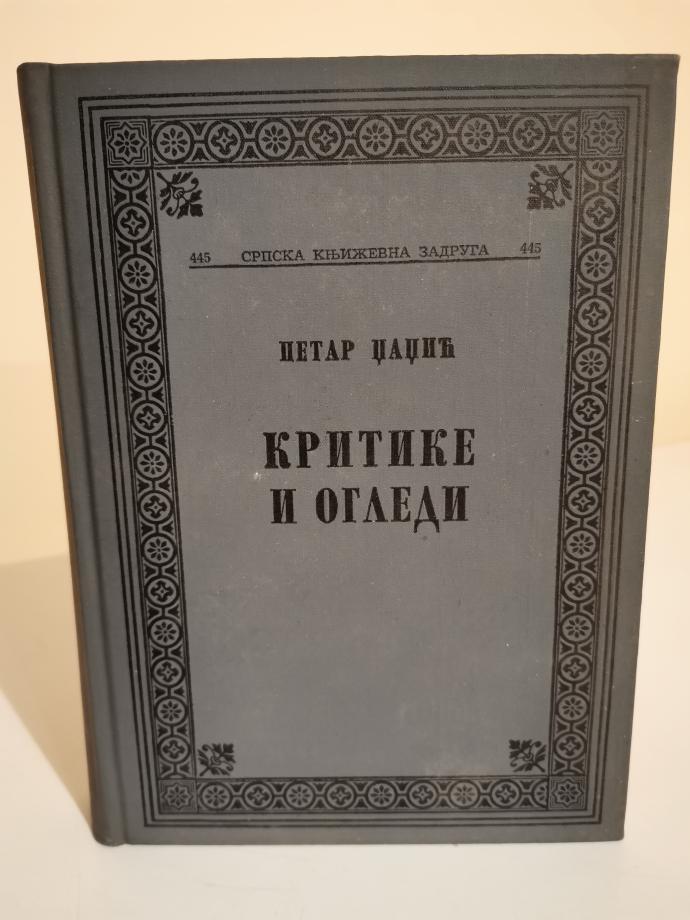 445 СРПСКА КЊИЖЕВНА ЗАДРУГА 445
ПЕТАР ЏАЏИЋ
КРИТИКЕ
И ОГЛЕДИ